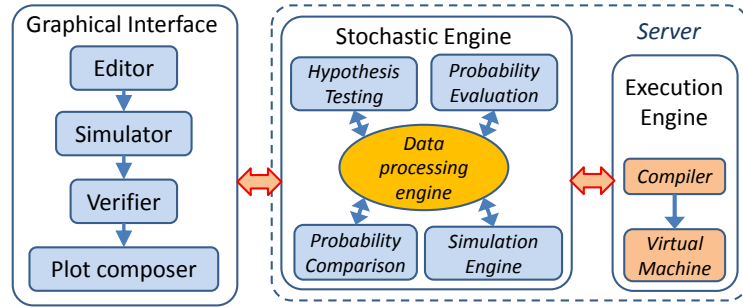 Graphical Interface
Editor
Simulator
Verifier
Plot composer
Server
Stochastic Engine
Hypothesis
Testing
Probability
Evaluation
Data
processing
engine
Probability
Comparison
Simulation
Engine
Execution
Engine
Compiler
Virtual
Machine